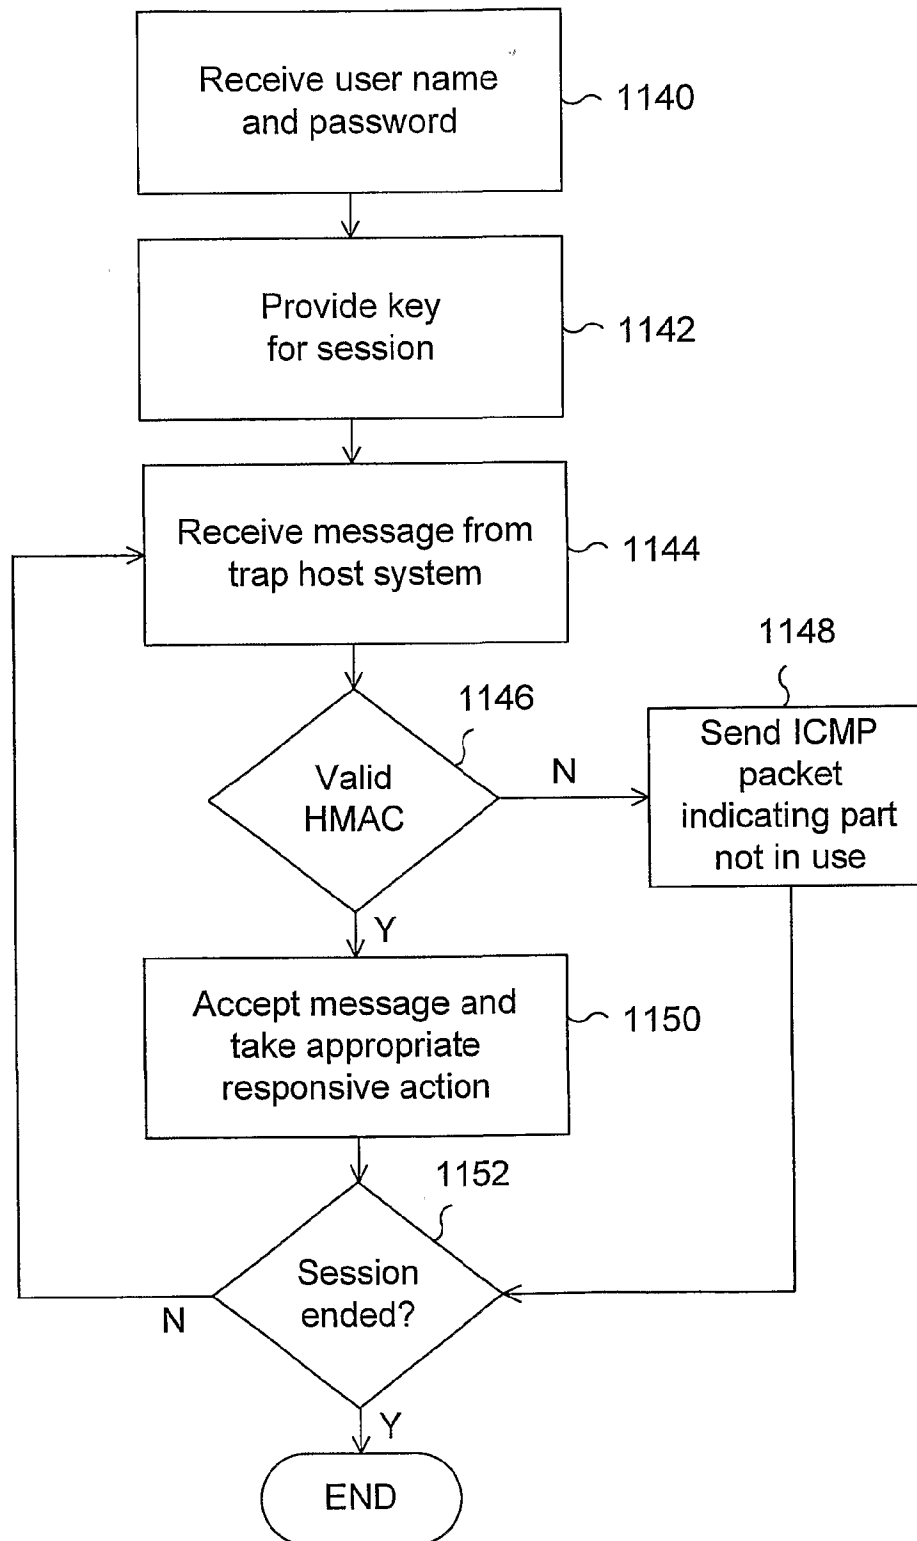 Receive user name
and password
1140
Provide key
for session
1142
Receive message from
trap host system
1144
1146
Valid
HMAC
N
1148
Send ICMP
packet
indicating part
not in use
Y
Accept message and
take appropriate
responsive action
1150
1152
Session
ended?
N
Y
END